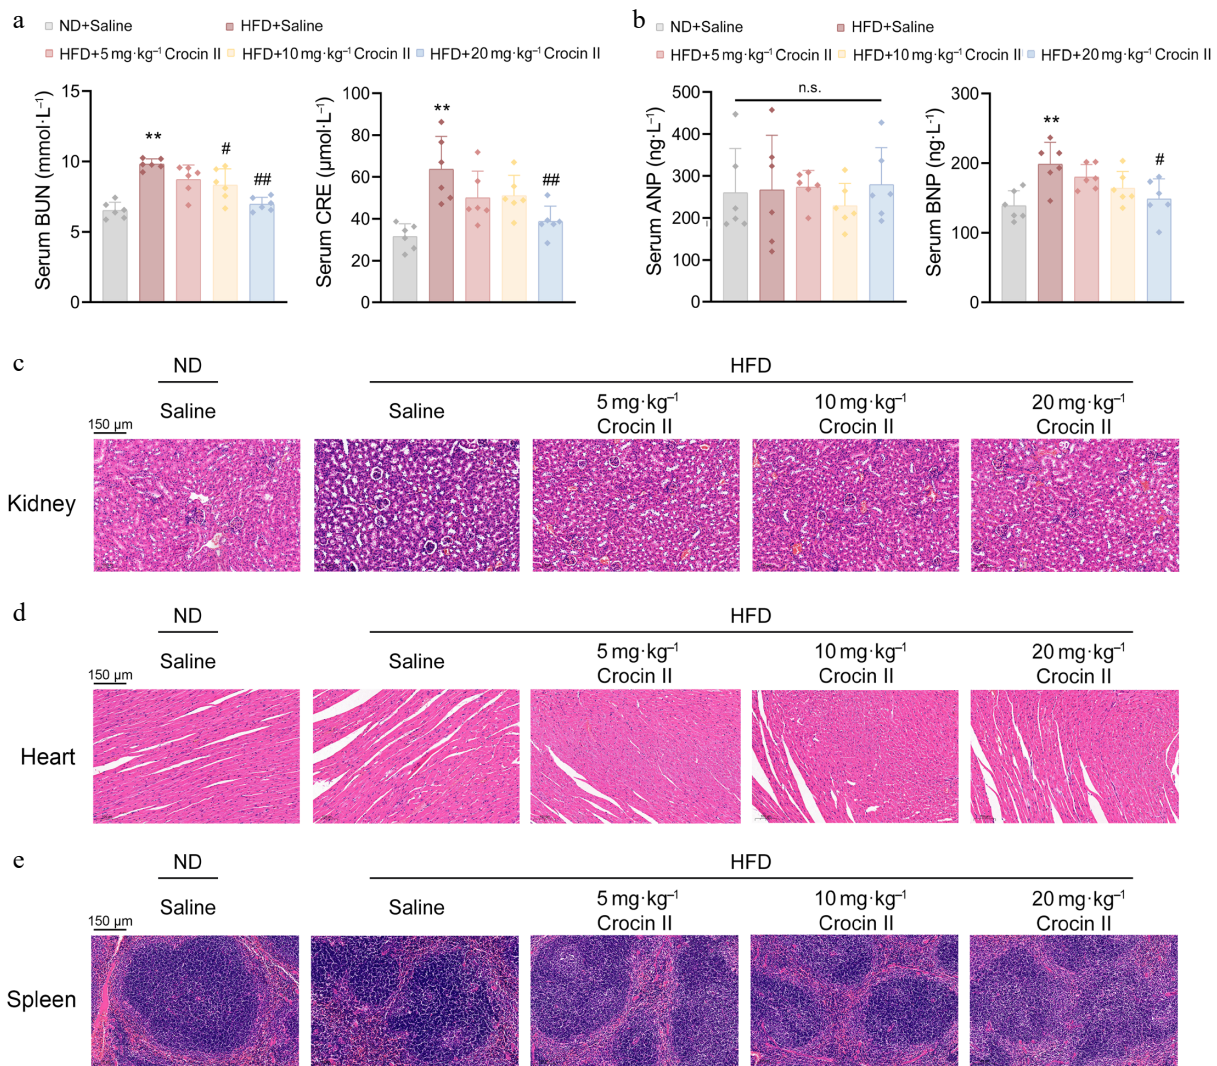 a
ND+Saline
HFD+Saline
HFD+5 mg·kg⁻¹ Crocin II
HFD+10 mg·kg⁻¹ Crocin II
HFD+20 mg·kg⁻¹ Crocin II
Serum BUN (mmol·L⁻¹)
15
10
5
0
**
#
##
Serum CRE (μmol·L⁻¹)
100
80
60
40
20
0
**
##
b
ND+Saline
HFD+Saline
HFD+5 mg·kg⁻¹ Crocin II
HFD+10 mg·kg⁻¹ Crocin II
HFD+20 mg·kg⁻¹ Crocin II
Serum ANP (ng·L⁻¹)
500
400
300
200
100
0
n.s.
Serum BNP (ng·L⁻¹)
300
200
100
0
**
#
c
ND
HFD
Saline
Saline
5 mg·kg⁻¹
Crocin II
10 mg·kg⁻¹
Crocin II
20 mg·kg⁻¹
Crocin II
150 μm
Kidney
d
ND
HFD
Saline
Saline
5 mg·kg⁻¹
Crocin II
10 mg·kg⁻¹
Crocin II
20 mg·kg⁻¹
Crocin II
150 μm
Heart
e
ND
HFD
Saline
Saline
5 mg·kg⁻¹
Crocin II
10 mg·kg⁻¹
Crocin II
20 mg·kg⁻¹
Crocin II
150 μm
Spleen